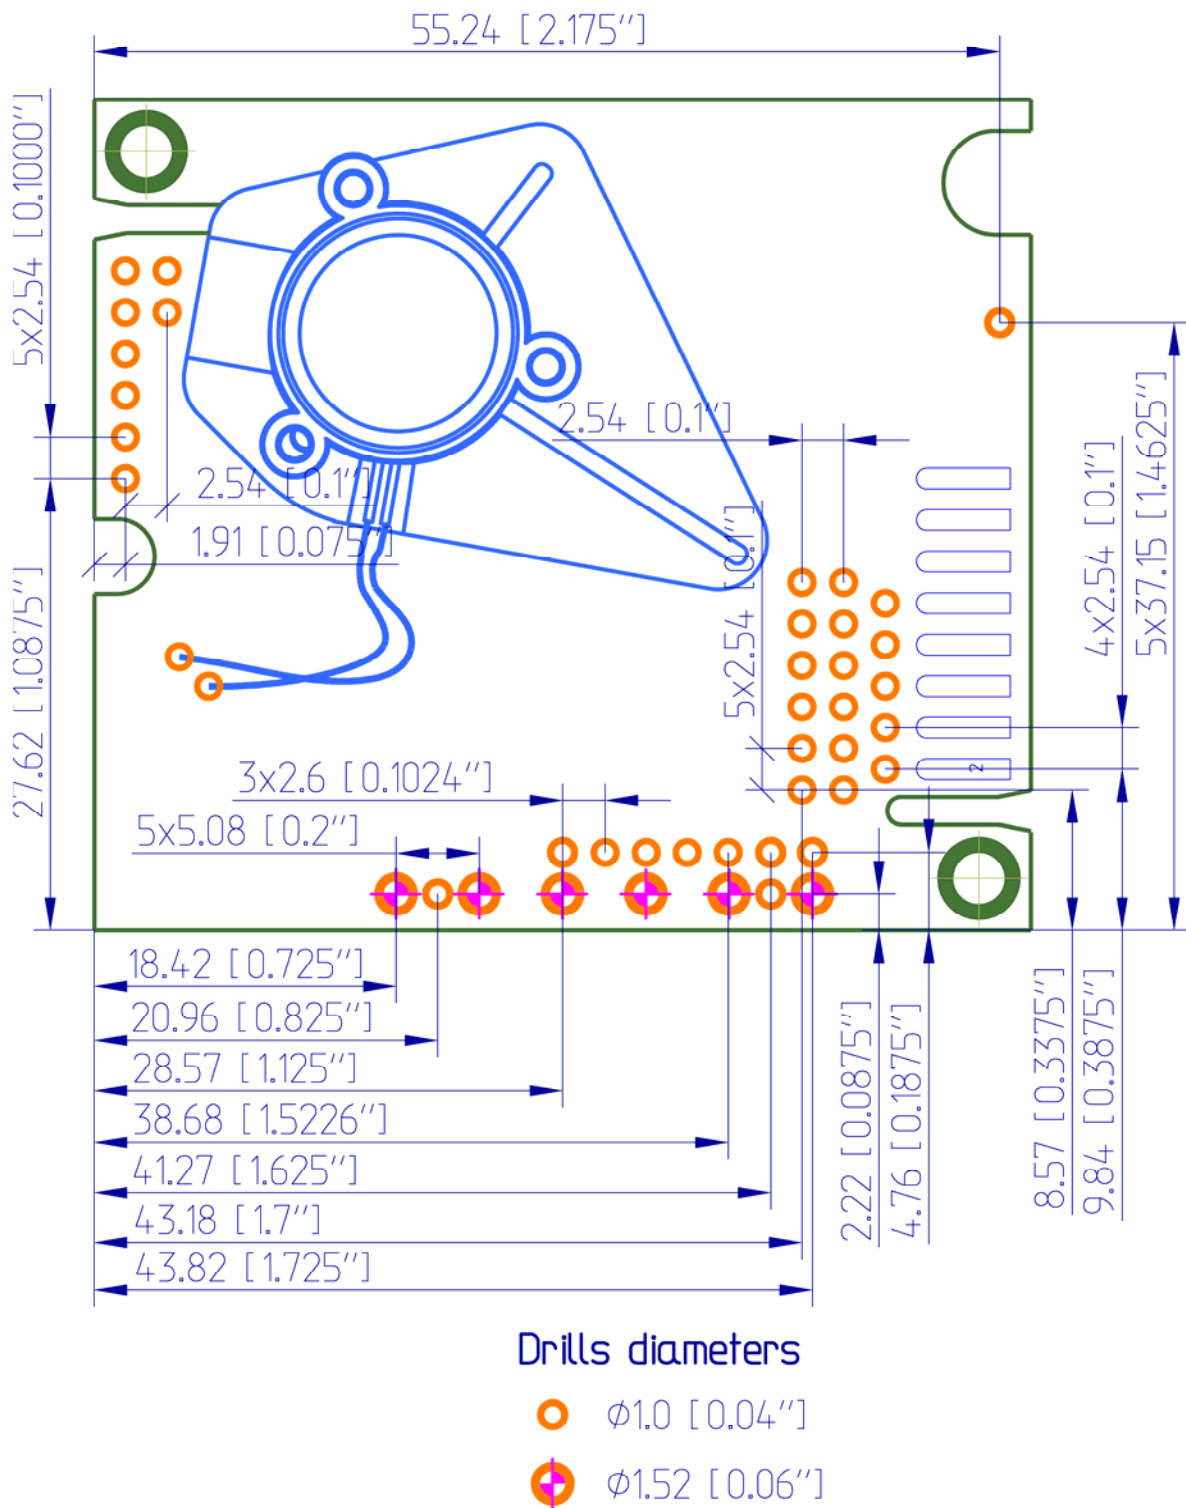 55.24 [2.175"]
5x2.54 [0.1000"]
2.54 [0.1"]
2.54 [0.1"]
1.91 [0.075"]
27.62 [1.0875"]
5x2.54 [0.1"]
4x2.54 [0.1"]
5x37.15 [1.4625"]
2
3x2.6 [0.1024"]
5x5.08 [0.2"]
18.42 [0.725"]
20.96 [0.825"]
28.57 [1.125"]
38.68 [1.5226"]
41.27 [1.625"]
43.18 [1.7"]
43.82 [1.725"]
2.22 [0.0875"]
4.76 [0.1875"]
8.57 [0.3375"]
9.84 [0.3875"]
Drills diameters
φ1.0 [0.04"]
φ1.52 [0.06"]